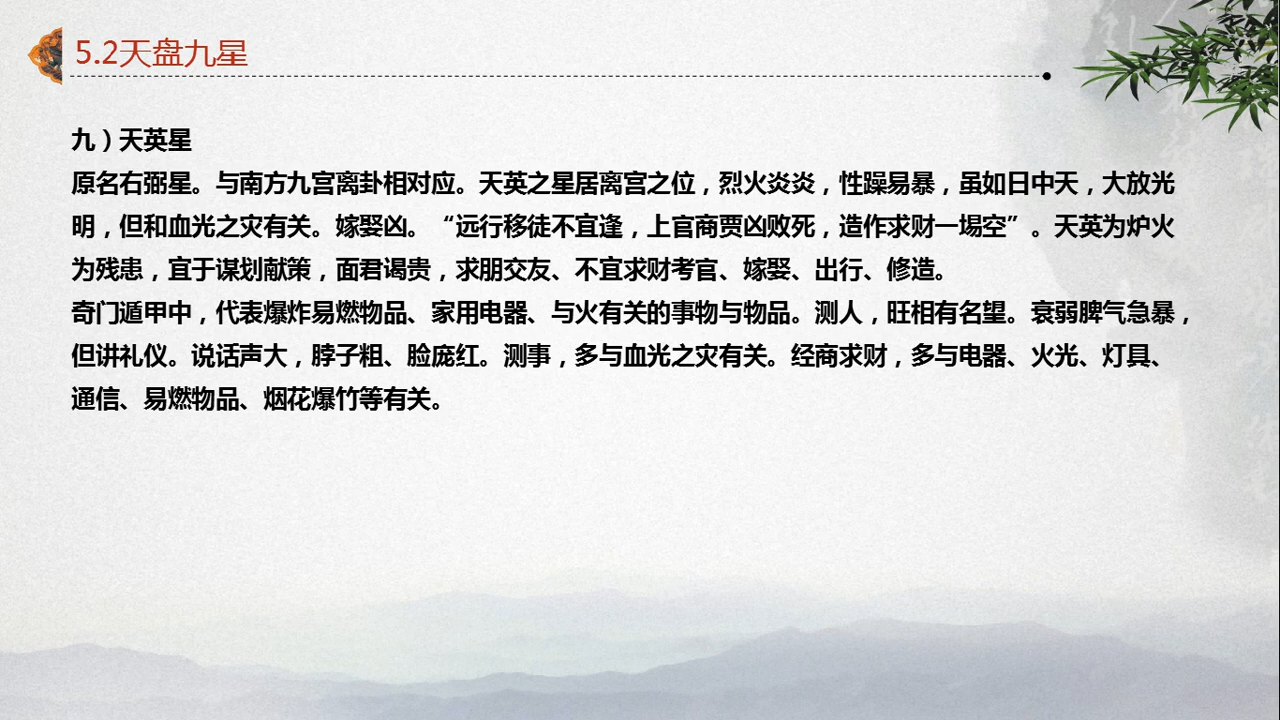 5.2天盘九星
九）天英星
原名右弼星。与南方九宫离卦相对应。天英之星居离宫之位，烈火炎炎，性躁易暴，虽如日中天，大放光
明，但和血光之灾有关。嫁娶凶。“远行移徒不宜逢，上官商贾凶败死，造作求财一場空”。天英为炉火
为残患，宜于谋划献策，面君谒贵，求朋交友、不宜求财考官、嫁娶、出行、修造。
奇门遁甲中，代表爆炸易燃物品、家用电器、与火有关的事物与物品。测人，旺相有名望。衰弱脾气急暴，
但讲礼仪。说话声大，脖子粗、脸庞红。测事，多与血光之灾有关。经商求财，多与电器、火光、灯具、
通信、易燃物品、烟花爆竹等有关。